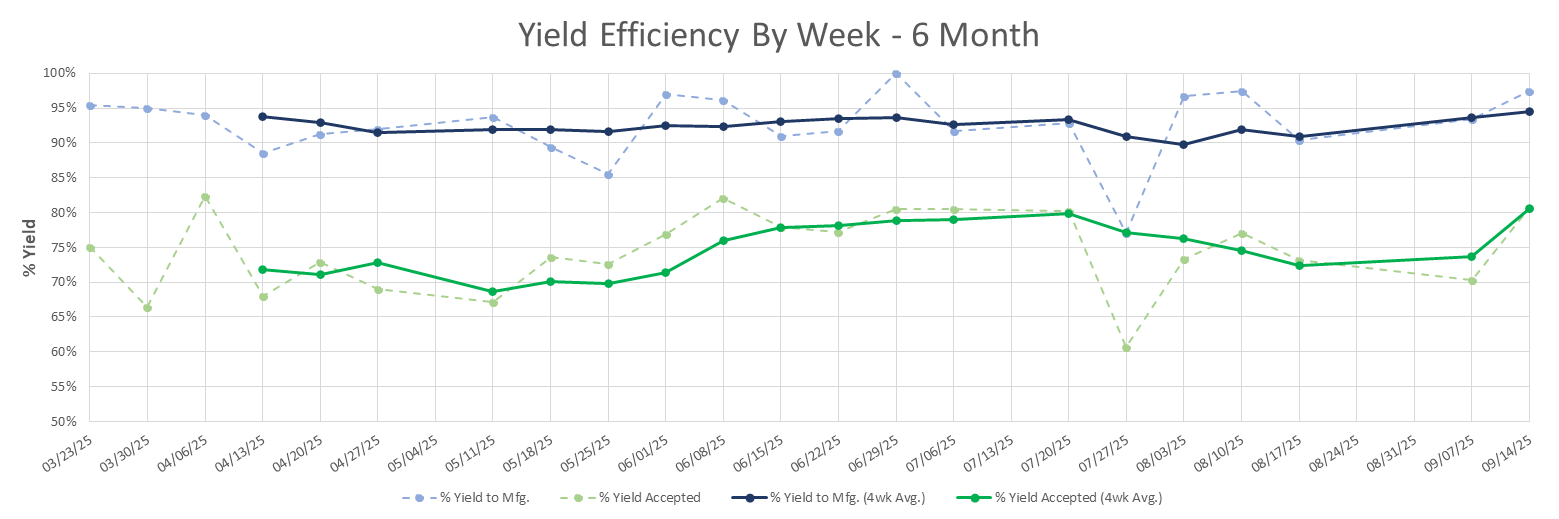 Yield Efficiency By Week - 6 Month
% Yield
100%
95%
90%
85%
80%
75%
70%
65%
60%
55%
50%
03/23/25 03/30/25 04/06/25 04/13/25 04/20/25 04/27/25 05/04/25 05/11/25 05/18/25 05/25/25 06/01/25 06/08/25 06/15/25 06/22/25 06/29/25 07/06/25 07/13/25 07/20/25 07/27/25 08/03/25 08/10/25 08/17/25 08/24/25 08/31/25 09/07/25 09/14/25
% Yield to Mfg. % Yield Accepted % Yield to Mfg. (4wk Avg.) % Yield Accepted (4wk Avg.)